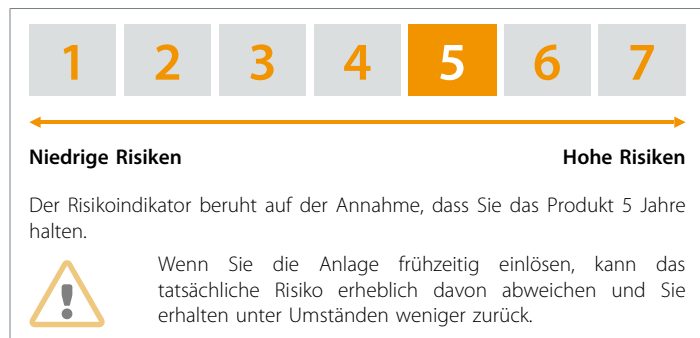 1 2 3 4 5 6 7
Niedrige Risiken Hohe Risiken
Der Risikoindikator beruht auf der Annahme, dass Sie das Produkt 5 Jahre
halten.
Wenn Sie die Anlage frühzeitig einlösen, kann das
tatsächliche Risiko erheblich davon abweichen und Sie
erhalten unter Umständen weniger zurück.